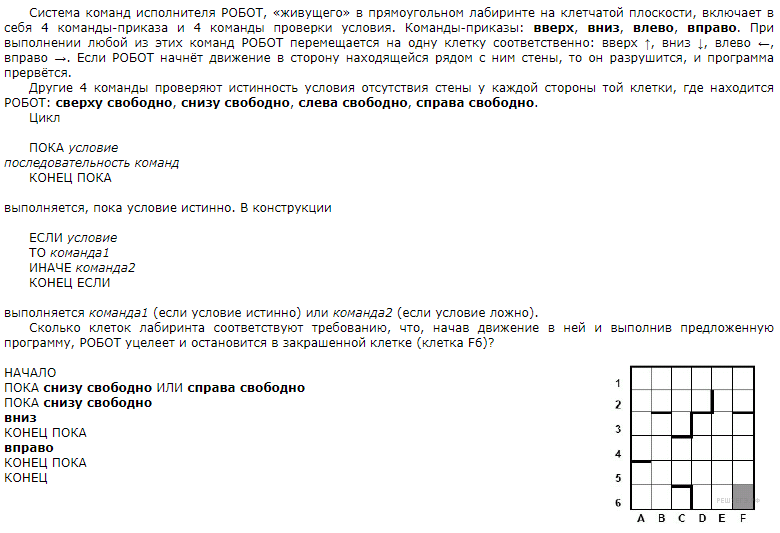 Система команд исполнителя РОБОТ, «живущего» в прямоугольном лабиринте на клетчатой плоскости, включает в
себя 4 команды-приказа и 4 команды проверки условия. Команды-приказы: вверх, вниз, влево, вправо. При
выполнении любой из этих команд РОБОТ перемещается на одну клетку соответственно: вверх ↑, вниз ↓, влево ←,
вправо →. Если РОБОТ начнёт движение в сторону находящейся рядом с ним стены, то он разрушится, и программа
прервётся.
Другие 4 команды проверяют истинность условия отсутствия стены у каждой стороны той клетки, где находится
РОБОТ: сверху свободно, снизу свободно, слева свободно, справа свободно.
Цикл
ПОКА условие
последовательность команд
КОНЕЦ ПОКА
выполняется, пока условие истинно. В конструкции
ЕСЛИ условие
ТО команда1
ИНАЧЕ команда2
КОНЕЦ ЕСЛИ
выполняется команда1 (если условие истинно) или команда2 (если условие ложно).
Сколько клеток лабиринта соответствуют требованию, что, начав движение в ней и выполнив предложенную
программу, РОБОТ уцелеет и остановится в закрашенной клетке (клетка F6)?
НАЧАЛО
ПОКА снизу свободно ИЛИ справа свободно
ПОКА снизу свободно
вниз
КОНЕЦ ПОКА
вправо
КОНЕЦ ПОКА
КОНЕЦ
1
2
3
4
5
6
A B C D E F